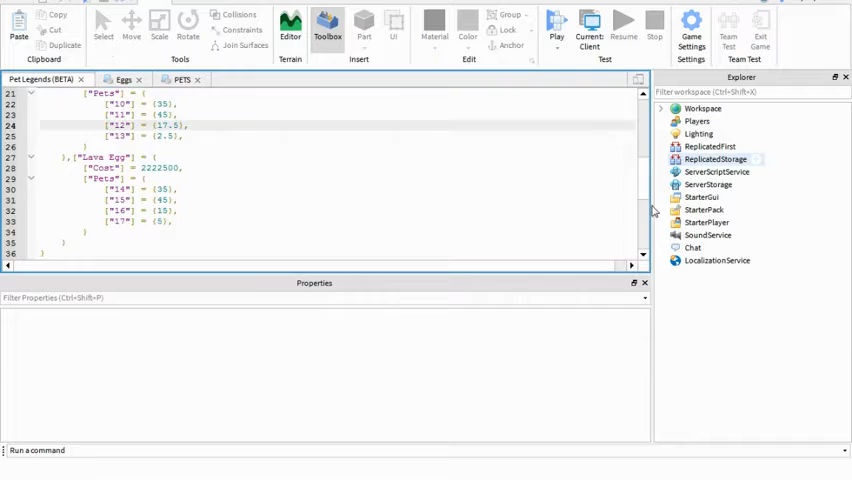 Paste
Copy
Cut
Duplicate
Clipboard
Select
Move
Scale
Rotate
Tools
Collisions
Constraints
Join Surfaces
Editor
Terrain
Toolbox
Part
UI
Insert
Material
Color
Group
Lock
Anchor
Edit
Play
Current:
Client
Resume
Stop
Test
Game
Settings
Settings
Team
Test
Exit
Game
Team Test
Pet Legends (BETA)
Eggs
PETS
21 ["Pets"] = {
22 ["10"] = {35},
23 ["11"] = {45},
24 ["12"] = {17.5},
25 ["13"] = {2.5},
26 }
27 },["Lava Egg"] = {
28 ["Cost"] = 2222500,
29 ["Pets"] = {
30 ["14"] = {35},
31 ["15"] = {45},
32 ["16"] = {15},
33 ["17"] = {5},
34 }
35 }
36 }
Properties
Filter Properties (Ctrl+Shift+P)
Explorer
Filter workspace (Ctrl+Shift+X)
Workspace
Players
Lighting
ReplicatedFirst
ReplicatedStorage
ServerScriptService
ServerStorage
StarterGui
StarterPack
StarterPlayer
SoundService
Chat
LocalizationService
Run a command